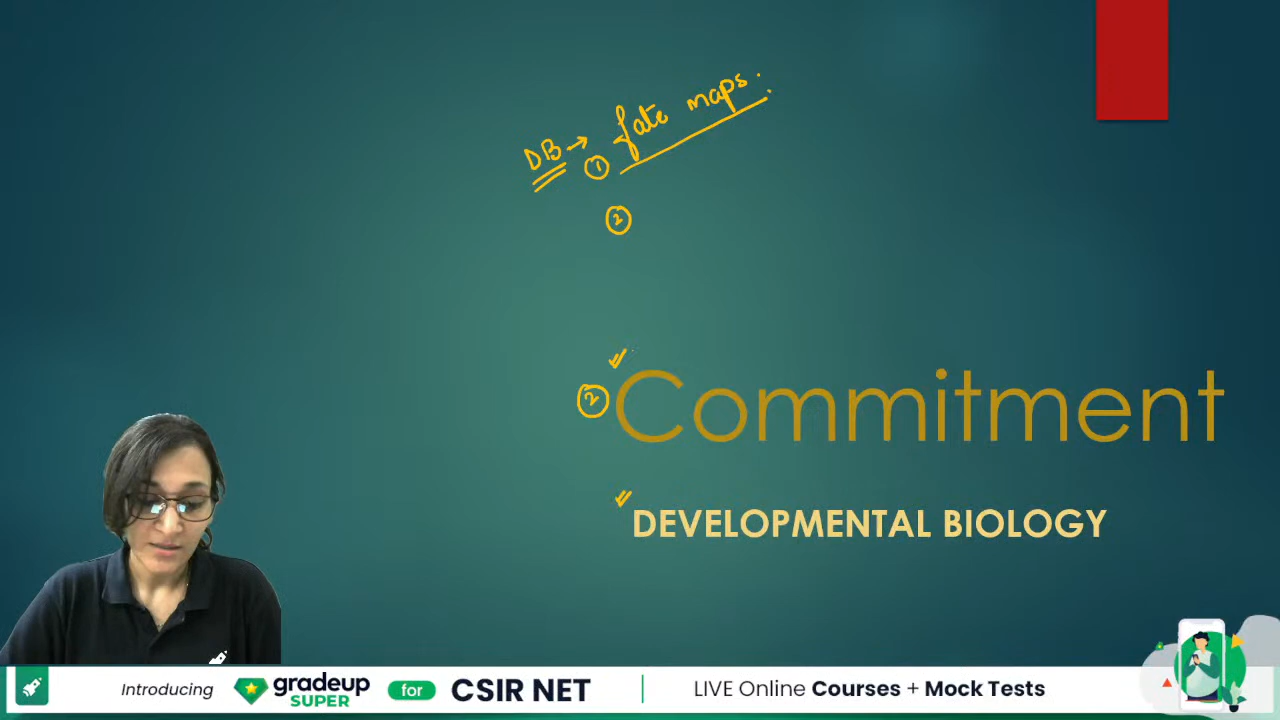 DB → fate maps.
①
②
② Commitment
DEVELOPMENTAL BIOLOGY
Introducing gradeup SUPER for CSIR NET LIVE Online Courses + Mock Tests